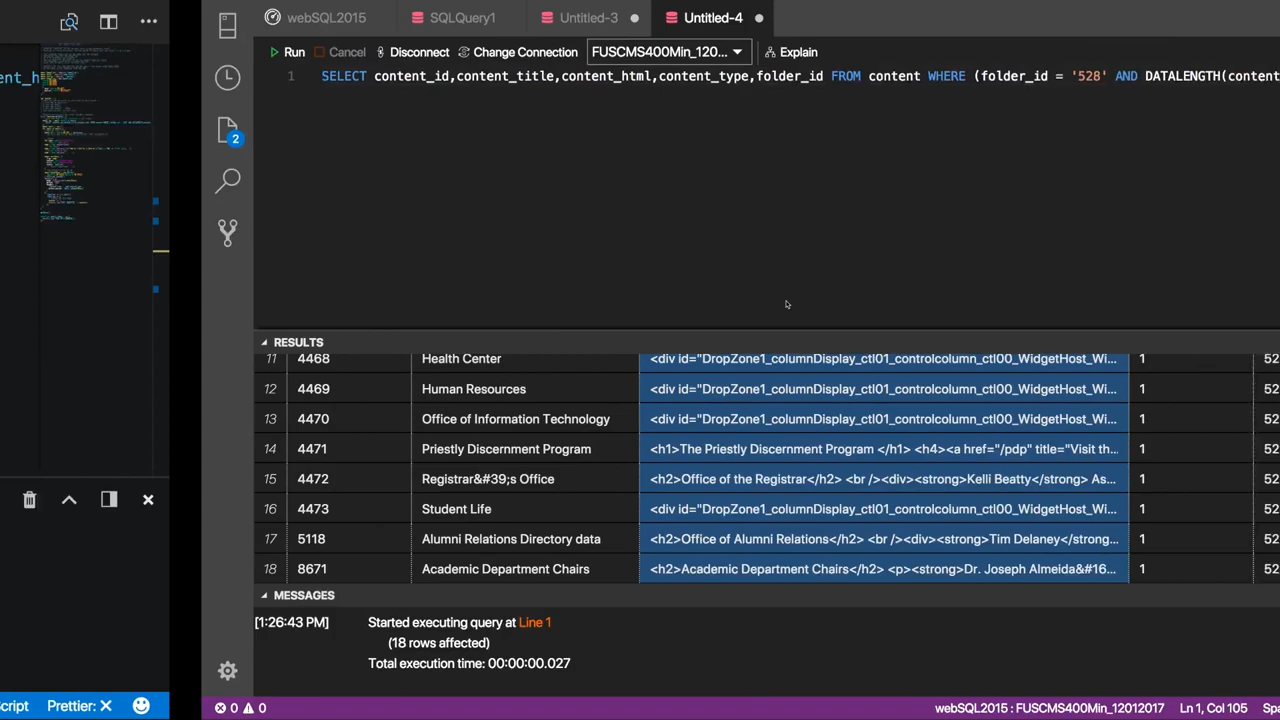 webSQL2015
SQLQuery
Untitled-3
Untitled-4
Run
Cancel
Disconnect
Change Connection
FUSCMS400Min_120...
Explain
ent_h
1 SELECT content_id,content_title,content_html,content_type,folder_id FROM content WHERE (folder_id = '528' AND DATALENGTH(content
2
RESULTS
11 4468 Health Center <div id="DropZone1_columnDisplay_ctl01_controlcolumn_ctl00_WidgetHost_Wi... 1 52
12 4469 Human Resources <div id="DropZone1_columnDisplay_ctl01_controlcolumn_ctl00_WidgetHost_Wi... 1 52
13 4470 Office of Information Technology <div id="DropZone1_columnDisplay_ctl01_controlcolumn_ctl00_WidgetHost_Wi... 1 52
14 4471 Priestly Discernment Program <h1>The Priestly Discernment Program </h1> <h4><a href="/pdp" title="Visit th... 1 52
15 4472 Registrar&#39;s Office <h2>Office of the Registrar</h2> <br /><div><strong>Kelli Beatty</strong> As... 1 52
16 4473 Student Life <div id="DropZone1_columnDisplay_ctl01_controlcolumn_ctl00_WidgetHost_Wi... 1 52
17 5118 Alumni Relations Directory data <h2>Office of Alumni Relations</h2> <br /><div><strong>Tim Delaney</strong... 1 52
18 8671 Academic Department Chairs <h2>Academic Department Chairs</h2> <p><strong>Dr. Joseph Almeida&#16... 1 52
MESSAGES
[1:26:43 PM] Started executing query at Line 1
(18 rows affected)
Total execution time: 00:00:00.027
cript Prettier:
0 0
webSQL2015 : FUSCMS400Min_12012017
Ln 1, Col 105
Spa